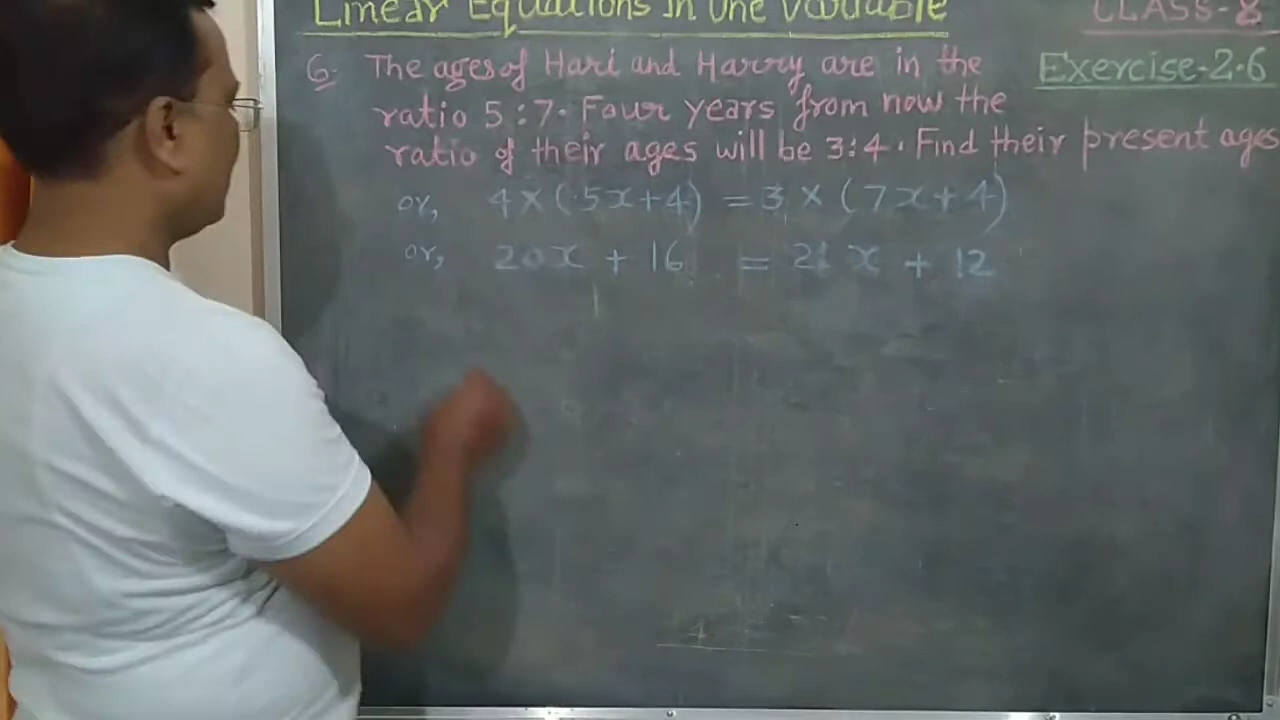 Linear Equations in One Variable
CLASS-8
Exercise-2.6
6. The ages of Hari and Harry are in the
ratio 5:7. Four years from now the
ratio of their ages will be 3:4. Find their present ages
or, 4×(5x+4) = 3×(7x+4)
or, 20x + 16 = 21x + 12